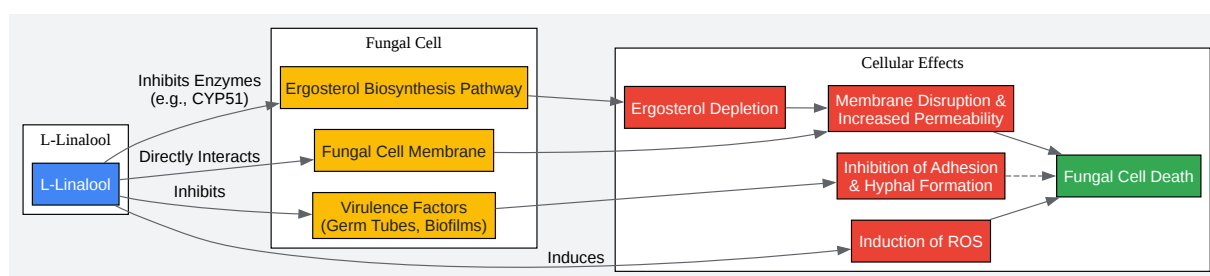 L-Linalool
L-Linalool
Inhibits Enzymes
(e.g., CYP51)
Directly Interacts
Inhibits
Induces
Fungal Cell
Ergosterol Biosynthesis Pathway
Fungal Cell Membrane
Virulence Factors
(Germ Tubes, Biofilms)
Cellular Effects
Ergosterol Depletion
Membrane Disruption &
Increased Permeability
Inhibition of Adhesion
& Hyphal Formation
Induction of ROS
Fungal Cell Death